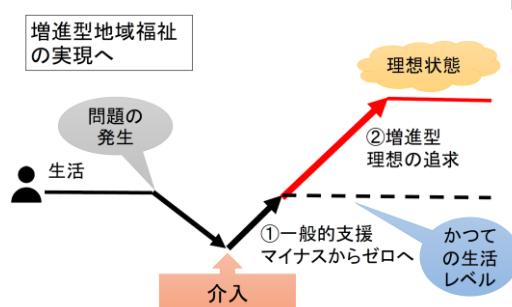 増進型地域福祉
の実現へ
理想状態
問題の
発生
生活
②増進型
理想の追求
①一般的支援
マイナスからゼロへ
かつて
の生活
レベル
介入